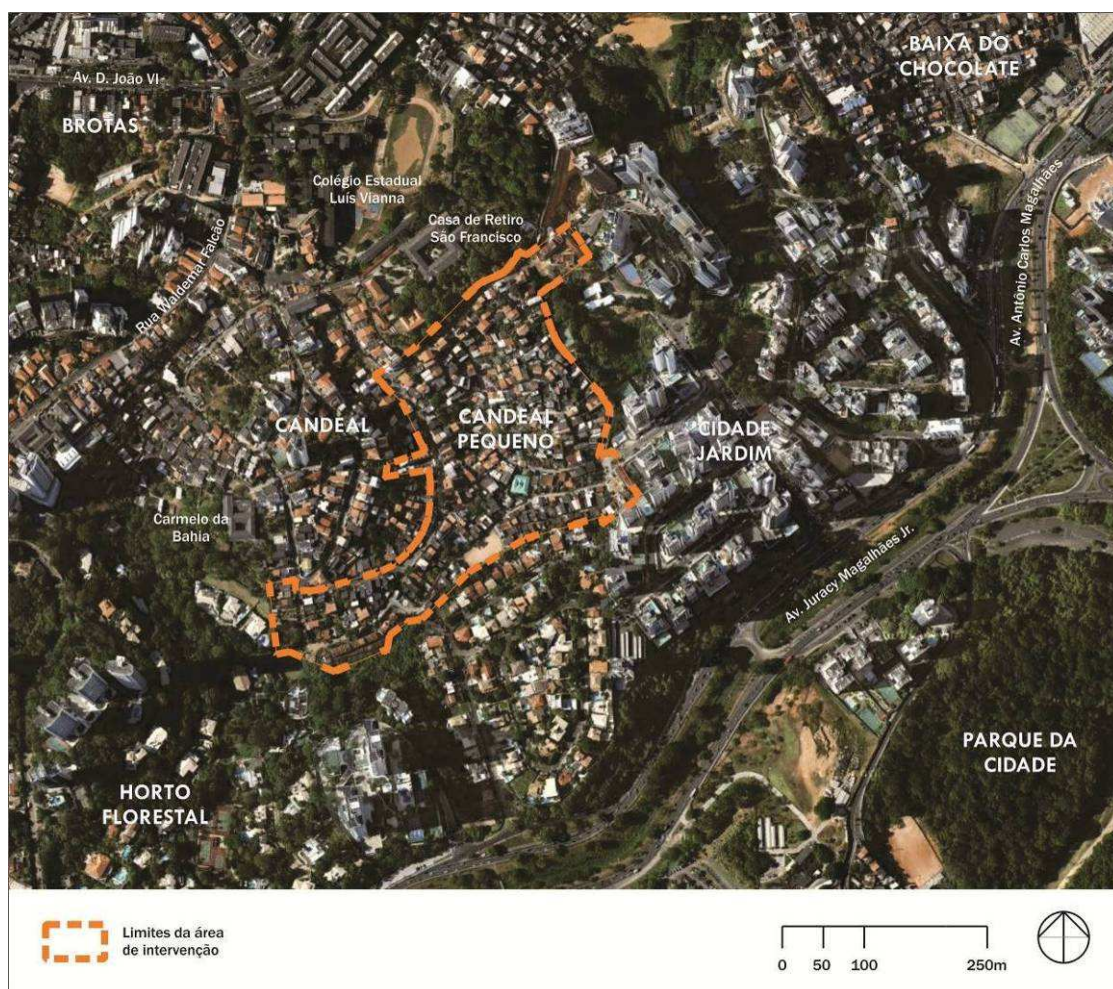 BAIXA DO
CHOCOLATE
Av. D. João VI
BROTAS
Colégio Estadual
Luís Vianna
Casa de Retiro
São Francisco
Rua Waldemar Falcão
Av. Antônio Carlos Magalhães
CANDEAL
CANDEAL
PEQUENO
CIDADE
JARDIM
Carmelo da
Bahia
Av. Juracy Magalhães Jr.
PARQUE DA
CIDADE
HORTO
FLORESTAL
Limites da área
de intervenção
0 50 100 250m